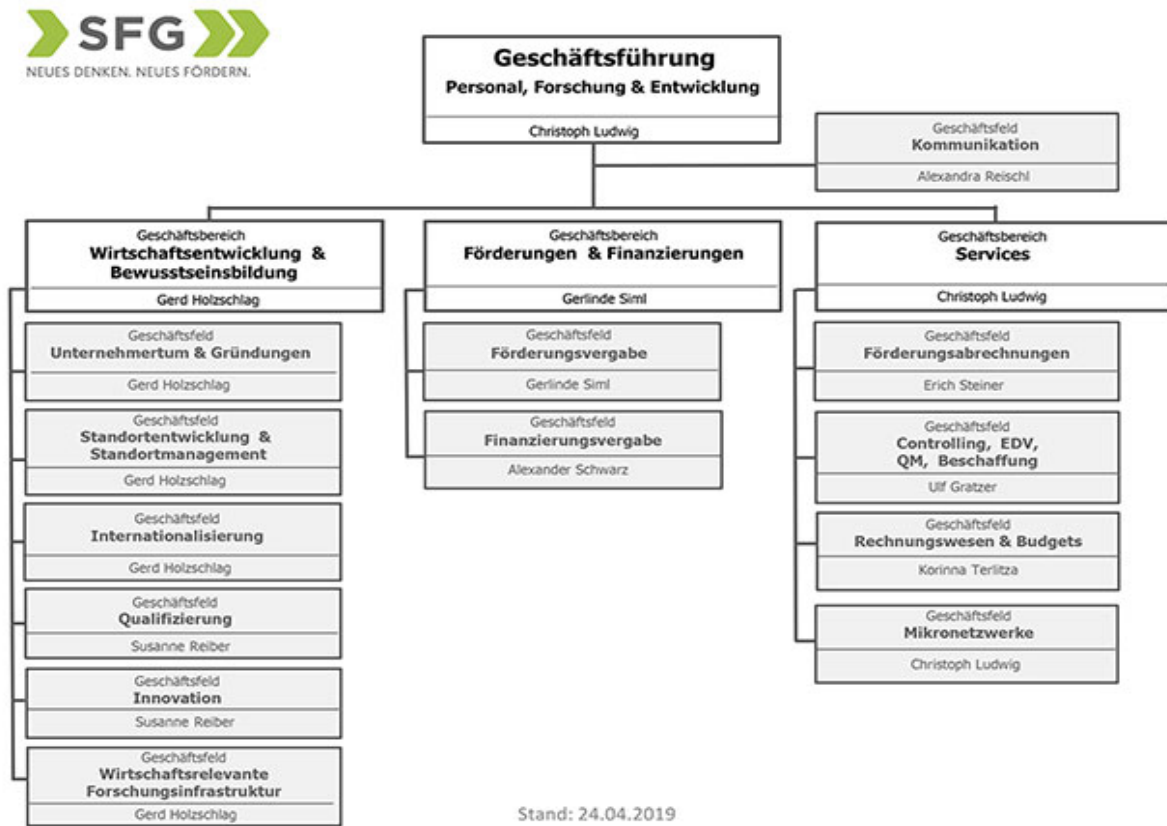 SFG
NEUES DENKEN. NEUES FÖRDERN.
Geschäftsführung
Personal, Forschung & Entwicklung
Christoph Ludwig
Geschäftsfeld
Kommunikation
Alexandra Reischl
Geschäftsbereich
Wirtschaftsentwicklung &
Bewusstseinsbildung
Gerd Holzschlag
Geschäftsfeld
Unternehmertum & Gründungen
Gerd Holzschlag
Geschäftsfeld
Standortentwicklung &
Standortmanagement
Gerd Holzschlag
Geschäftsfeld
Internationalisierung
Gerd Holzschlag
Geschäftsfeld
Qualifizierung
Susanne Reiber
Geschäftsfeld
Innovation
Susanne Reiber
Geschäftsfeld
Wirtschaftsrelevante
Forschungsinfrastruktur
Gerd Holzschlag
Geschäftsbereich
Förderungen & Finanzierungen
Gerlinde Siml
Geschäftsfeld
Förderungsvergabe
Gerlinde Siml
Geschäftsfeld
Finanzierungsvergabe
Alexander Schwarz
Geschäftsbereich
Services
Christoph Ludwig
Geschäftsfeld
Förderungsabrechnungen
Erich Steiner
Geschäftsfeld
Controlling, EDV,
QM, Beschaffung
Ulf Gratzer
Geschäftsfeld
Rechnungswesen & Budgets
Korinna Terlitza
Geschäftsfeld
Mikronetzwerke
Christoph Ludwig
Stand: 24.04.2019